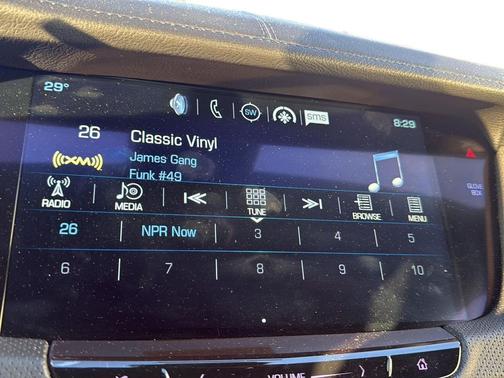 29°
SW
sms
8:29
26 Classic Vinyl
((XM)) James Gang
Funk #49
RADIO MEDIA TUNE BROWSE MENU
GLOVE BOX
26 NPR Now 3 4 5
6 7 8 9 10
VOLUME